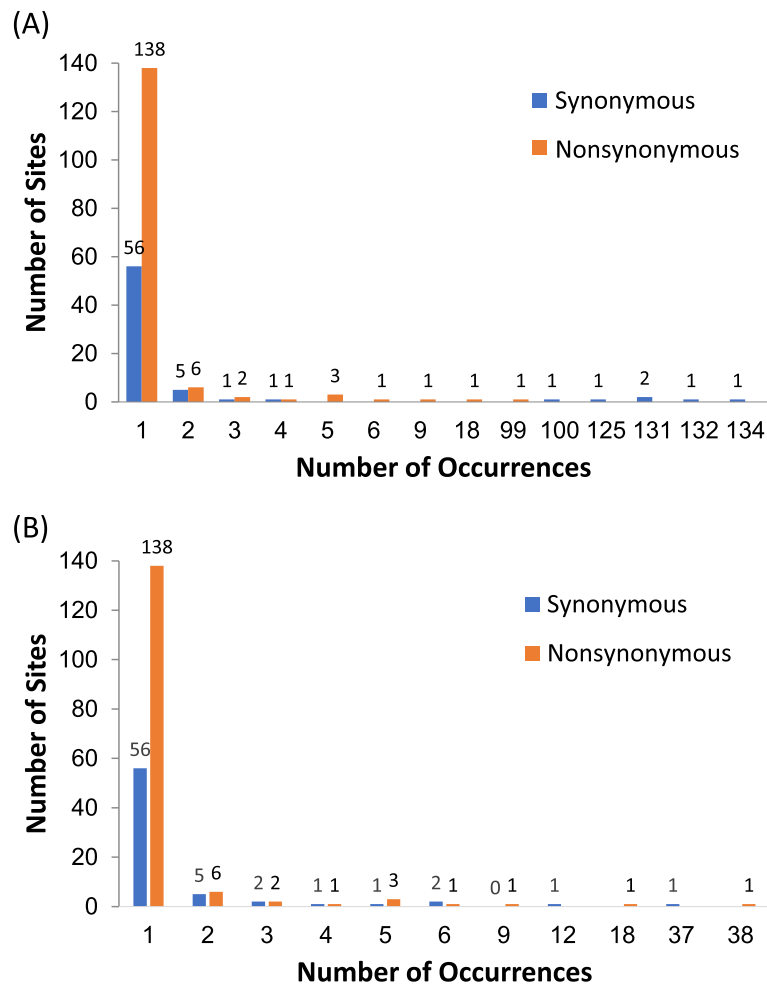 (A)
138
140
120
100
80
60
40
20
0
Number of Sites
Synonymous
Nonsynonymous
56
5 6 1 2 1 1 3 1 1 1 1 1 1 2 1 1
1 2 3 4 5 6 9 18 99 100 125 131 132 134
Number of Occurrences
(B)
138
140
120
100
80
60
40
20
0
Number of Sites
Synonymous
Nonsynonymous
56
5 6 2 2 1 1 1 3 2 1 0 1 1 1 1 1
1 2 3 4 5 6 9 12 18 37 38
Number of Occurrences